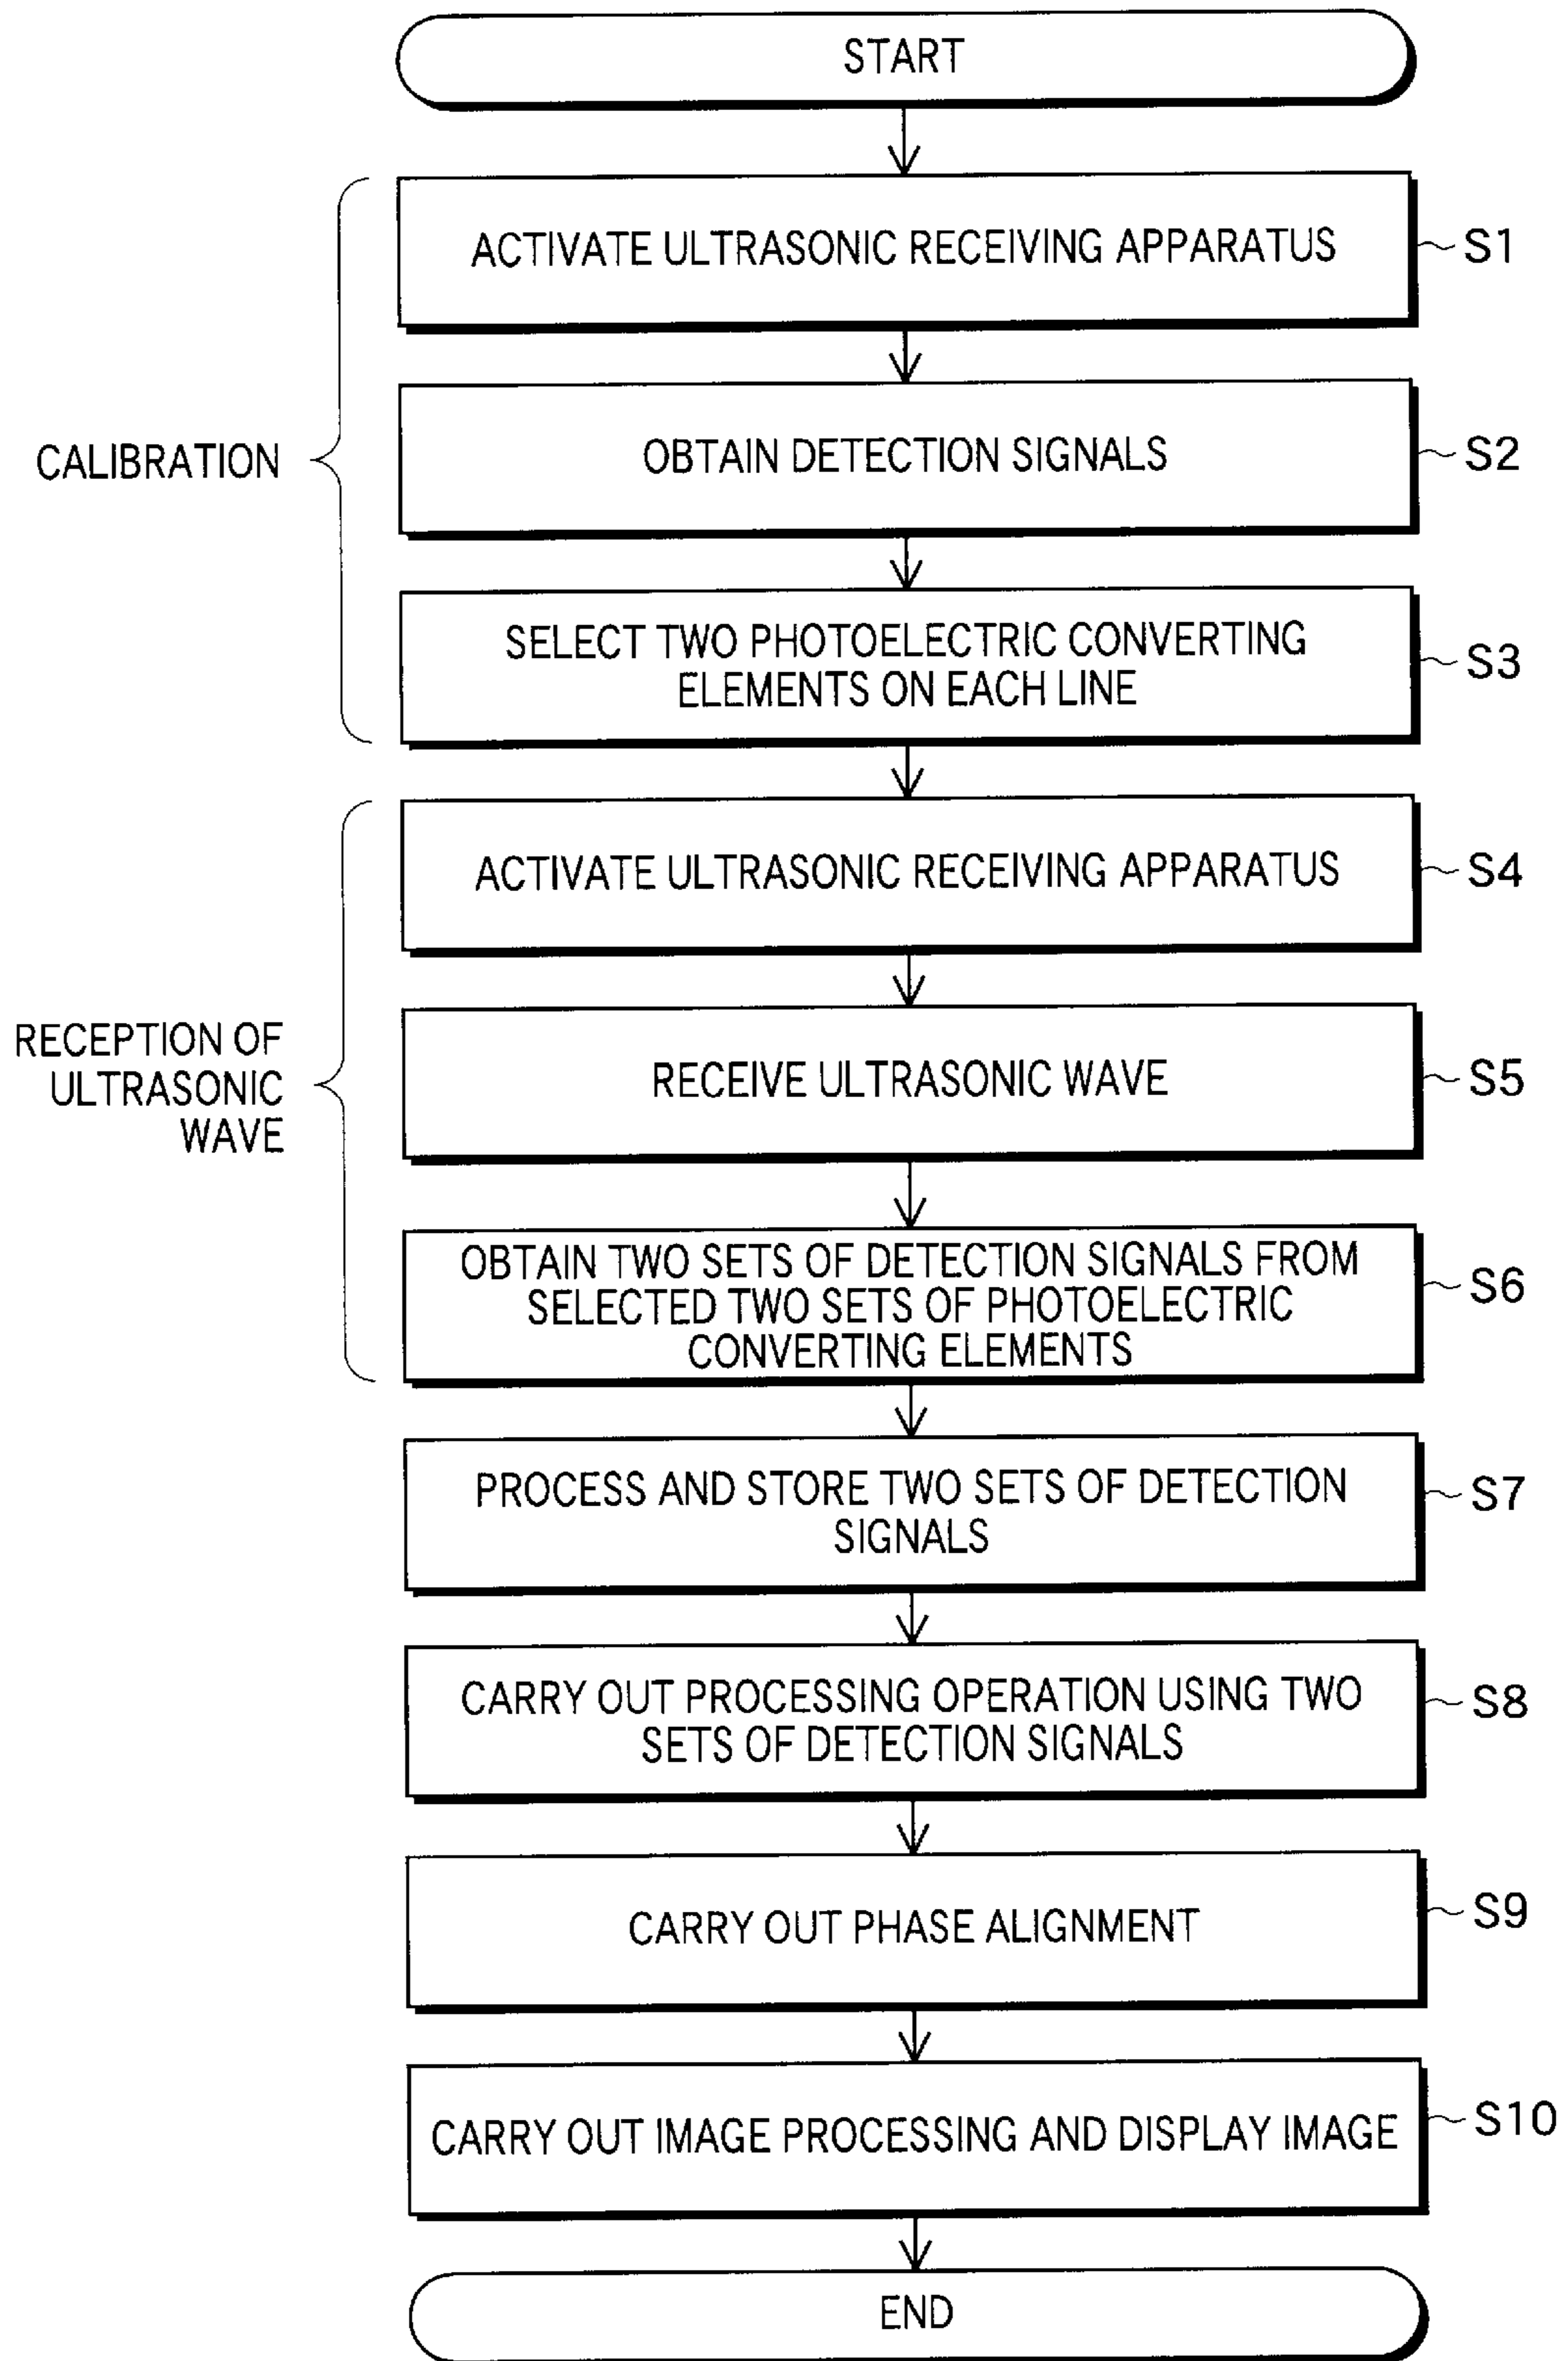 START
ACTIVATE ULTRASONIC RECEIVING APPARATUS
S1
OBTAIN DETECTION SIGNALS
S2
CALIBRATION
SELECT TWO PHOTOELECTRIC CONVERTING
ELEMENTS ON EACH LINE
S3
ACTIVATE ULTRASONIC RECEIVING APPARATUS
S4
RECEPTION OF
ULTRASONIC
WAVE
RECEIVE ULTRASONIC WAVE
S5
OBTAIN TWO SETS OF DETECTION SIGNALS FROM
SELECTED TWO SETS OF PHOTOELECTRIC
CONVERTING ELEMENTS
S6
PROCESS AND STORE TWO SETS OF DETECTION
SIGNALS
S7
CARRY OUT PROCESSING OPERATION USING TWO
SETS OF DETECTION SIGNALS
S8
CARRY OUT PHASE ALIGNMENT
S9
CARRY OUT IMAGE PROCESSING AND DISPLAY IMAGE
S10
END